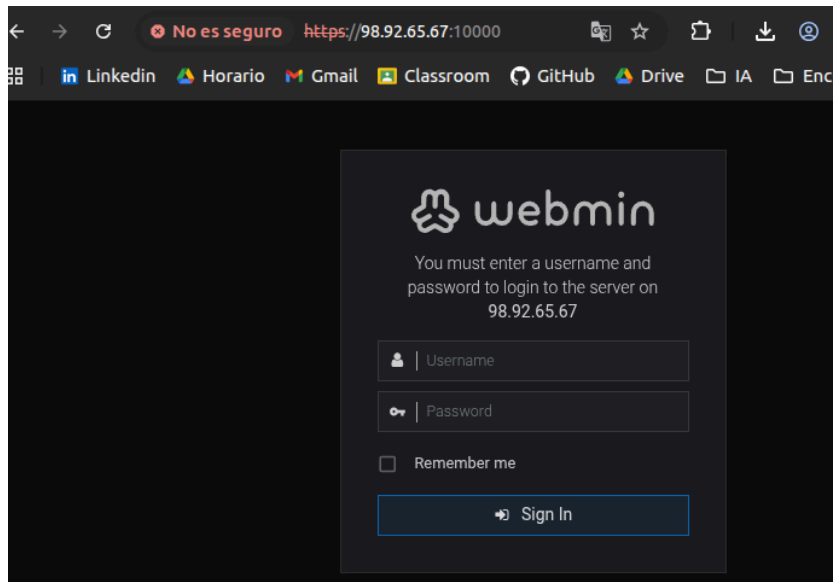 No es seguro https://98.92.65.67:10000
Linkedin Horario Gmail Classroom GitHub Drive IA Enc
webmin
You must enter a username and
password to login to the server on
98.92.65.67
Username
Password
Remember me
Sign In